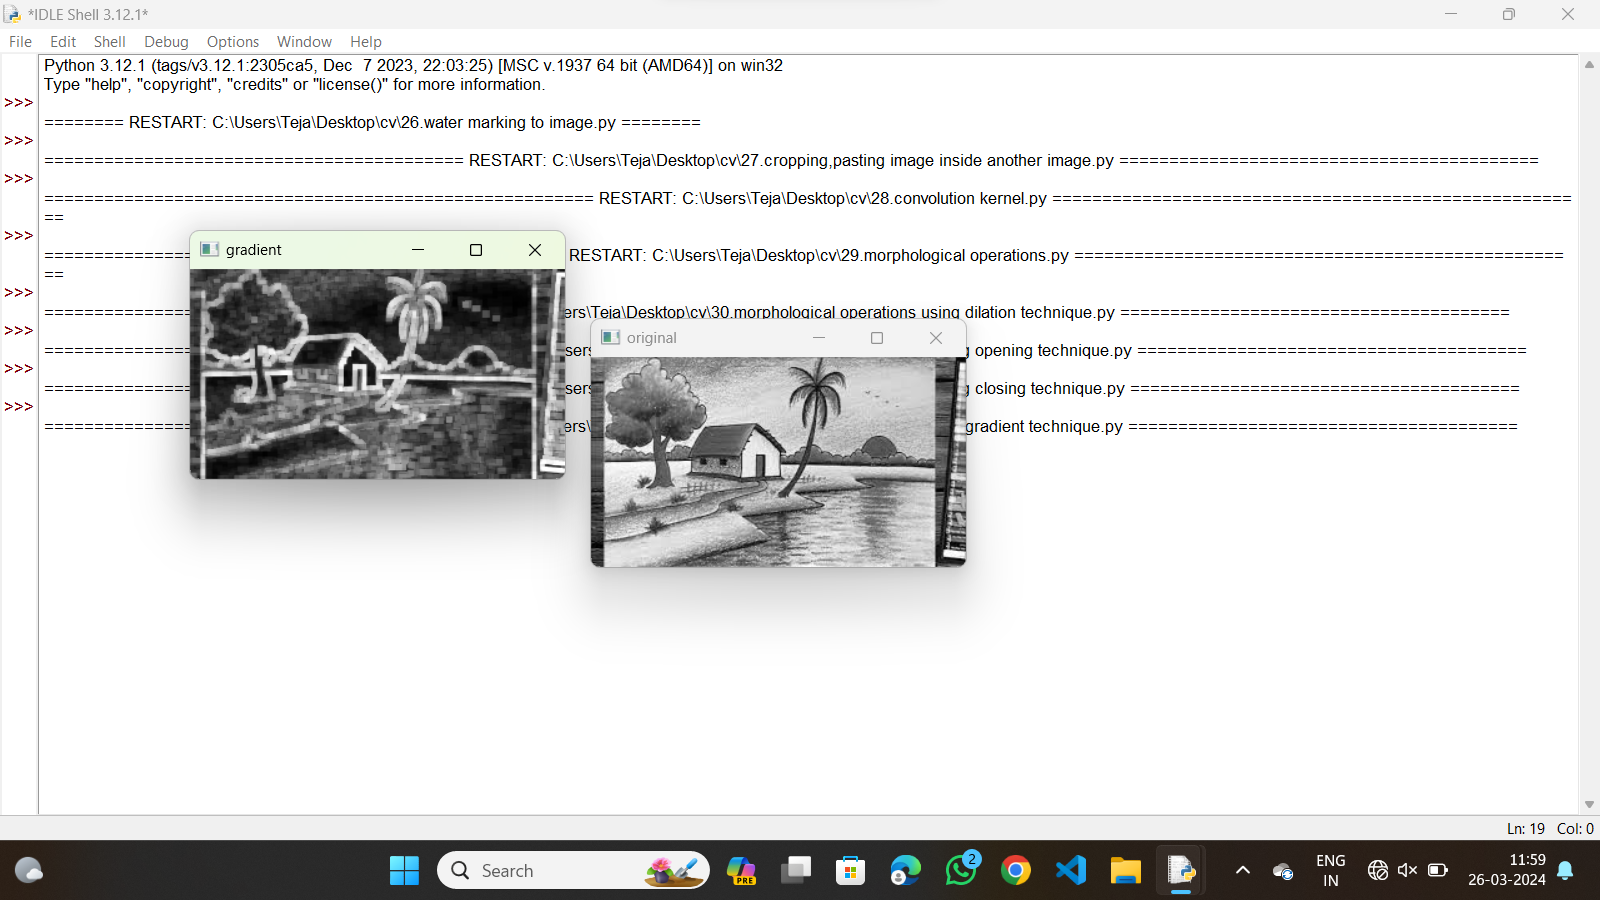 *IDLE Shell 3.12.1*
File Edit Shell Debug Options Window Help
Python 3.12.1 (tags/v3.12.1:2305ca5, Dec  7 2023, 22:03:25) [MSC v.1937 64 bit (AMD64)] on win32
Type "help", "copyright", "credits" or "license()" for more information.
>>>
======== RESTART: C:\Users\Teja\Desktop\cv\26.water marking to image.py ========
>>>
========================================== RESTART: C:\Users\Teja\Desktop\cv\27.cropping,pasting image inside another image.py ==========================================
>>>
======================================================= RESTART: C:\Users\Teja\Desktop\cv\28.convolution kernel.py ====================================================
==
>>>
=============== RESTART: C:\Users\Teja\Desktop\cv\29.morphological operations.py =================================================
==
>>>
=============== ers\Teja\Desktop\cv\30.morphological operations using dilation technique.py =======================================
>>>
=============== opening technique.py =======================================
>>>
=============== closing technique.py =======================================
>>>
=============== gradient technique.py =======================================
gradient
original
Ln: 19 Col: 0
Search
PRE
2
ENG
IN
11:59
26-03-2024